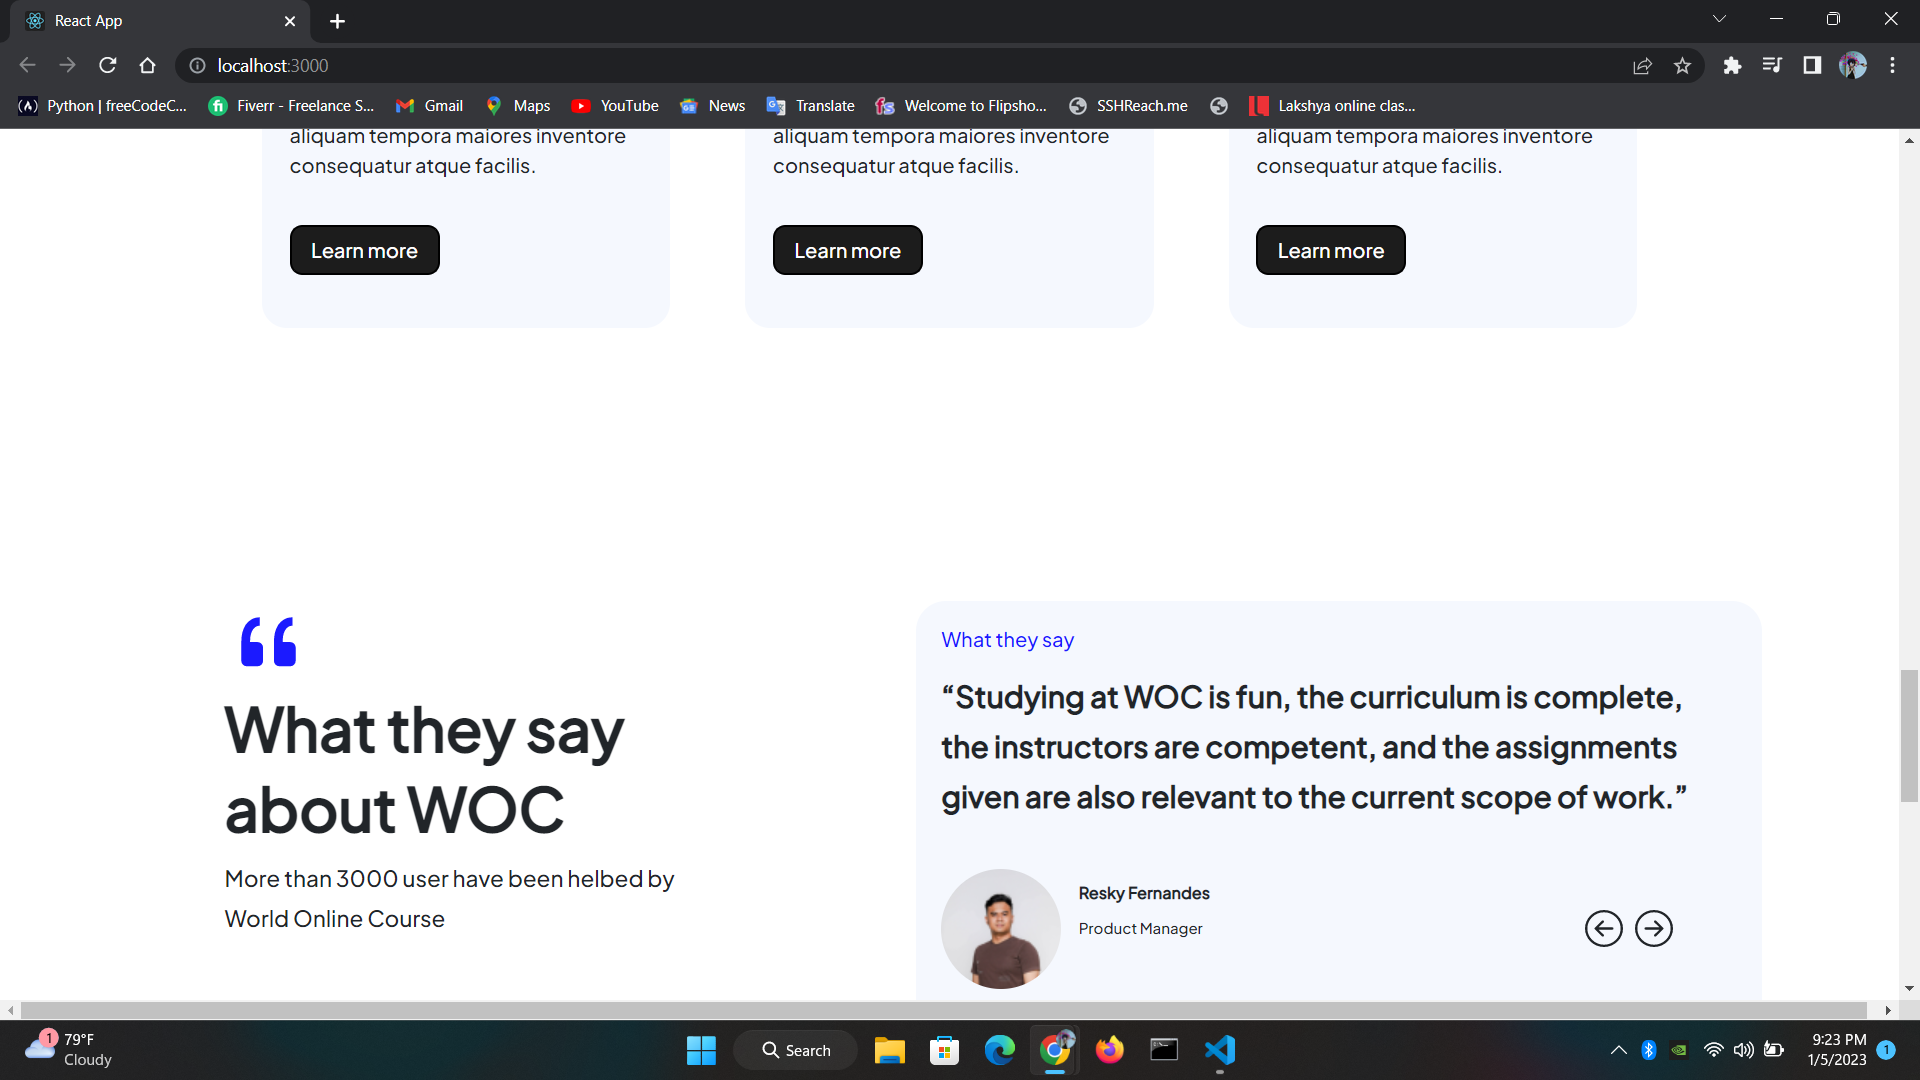 React App
localhost:3000
Python | freeCodeC...
Fiverr - Freelance S...
Gmail
Maps
YouTube
News
Translate
Welcome to Flipsho...
SSHReach.me
Lakshya online clas...
aliquam tempora maiores inventore
consequatur atque facilis.
Learn more
aliquam tempora maiores inventore
consequatur atque facilis.
Learn more
aliquam tempora maiores inventore
consequatur atque facilis.
Learn more
What they say
about WOC
More than 3000 user have been helbed by
World Online Course
What they say
“Studying at WOC is fun, the curriculum is complete,
the instructors are competent, and the assignments
given are also relevant to the current scope of work.”
Resky Fernandes
Product Manager
1
79°F
Cloudy
Search
9:23 PM
1/5/2023
1